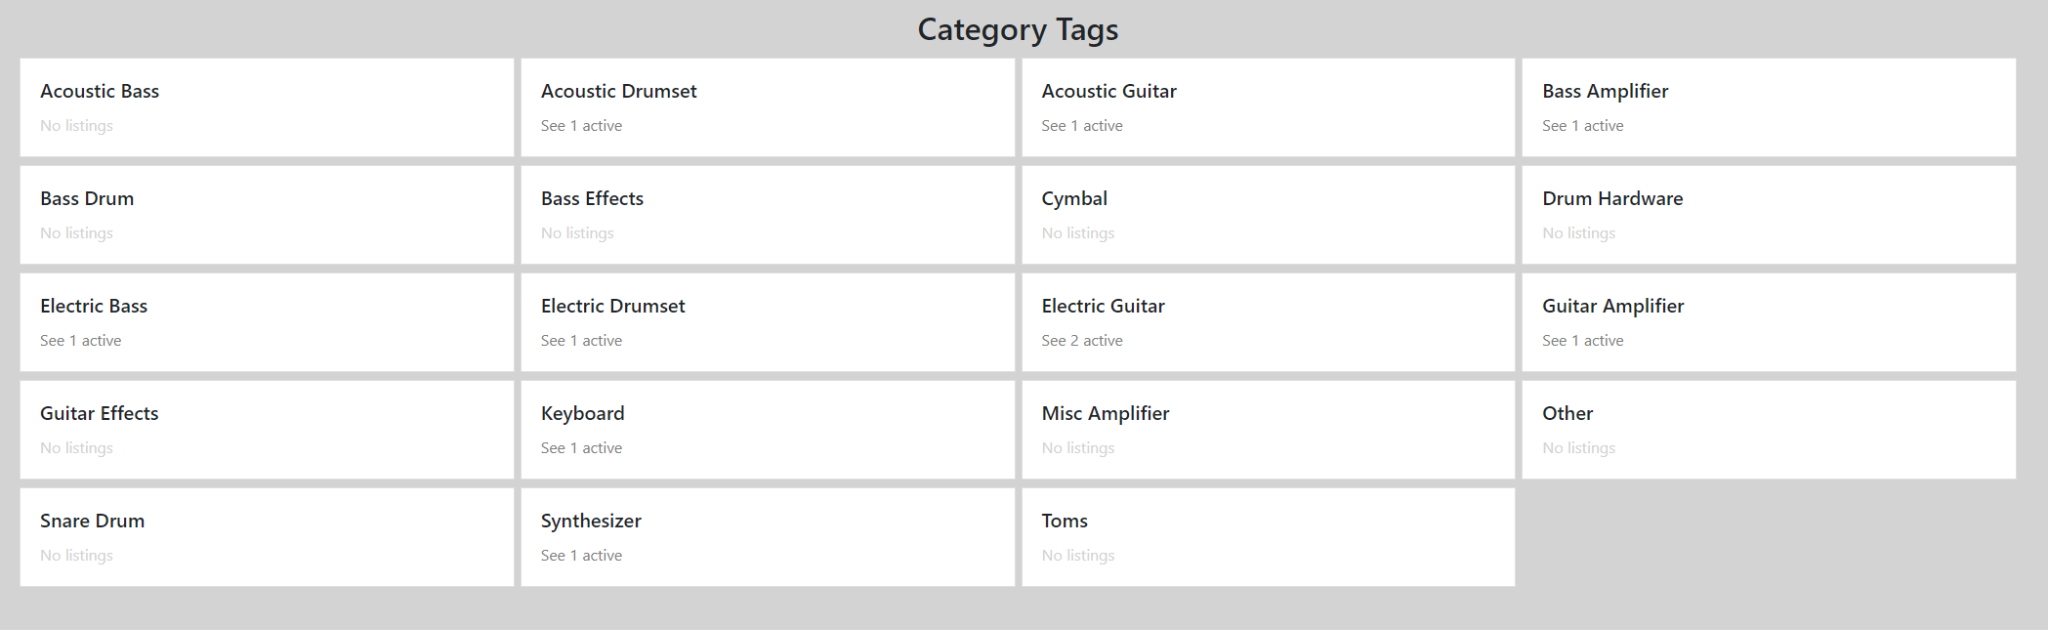 Category Tags
Acoustic Bass
No listings
Acoustic Drumset
See 1 active
Acoustic Guitar
See 1 active
Bass Amplifier
See 1 active
Bass Drum
No listings
Bass Effects
No listings
Cymbal
No listings
Drum Hardware
No listings
Electric Bass
See 1 active
Electric Drumset
See 1 active
Electric Guitar
See 2 active
Guitar Amplifier
See 1 active
Guitar Effects
No listings
Keyboard
See 1 active
Misc Amplifier
No listings
Other
No listings
Snare Drum
No listings
Synthesizer
See 1 active
Toms
No listings